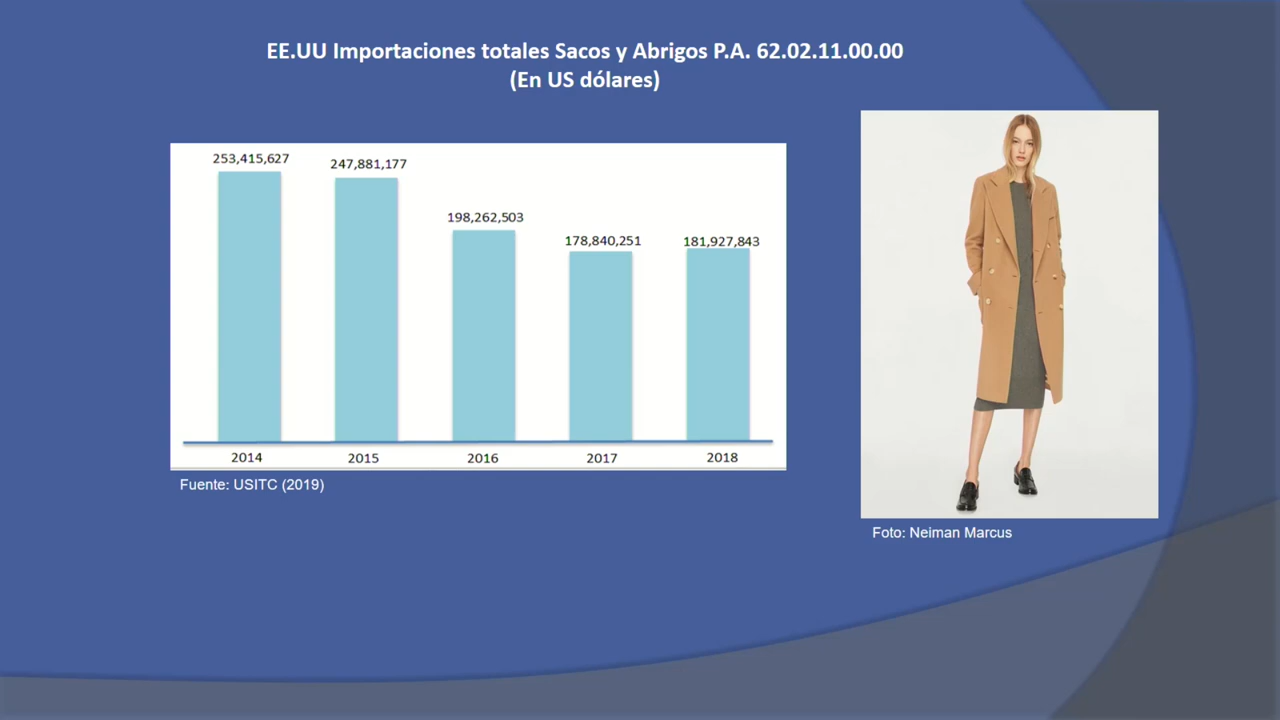 EE.UU Importaciones totales Sacos y Abrigos P.A. 62.02.11.00.00
(En US dólares)
253,415,627
247,881,177
198,262,503
178,840,251
181,927,843
2014
2015
2016
2017
2018
Fuente: USITC (2019)
Foto: Neiman Marcus